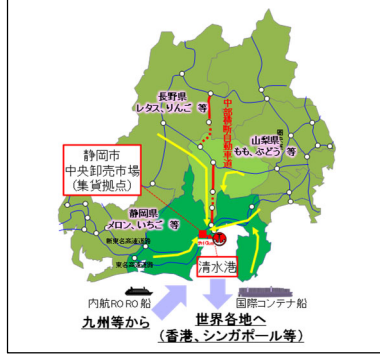 長野県
レタス、りんご 等
中部横断自動車道
山梨県
もも、ぶどう 等
静岡市
中央卸売市場
(集貨拠点)
静岡県
メロン、いちご 等
新東名高速道路
東名高速道路
清水港
内航RORO船
国際コンテナ船
九州等から
世界各地へ
(香港、シンガポール等)